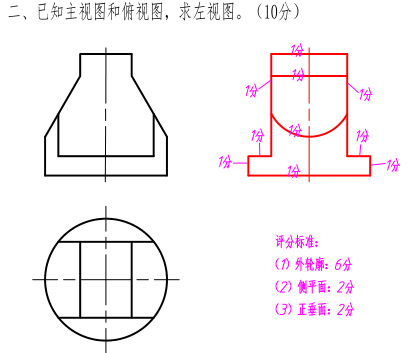 二、已知主视图和俯视图，求左视图。（10分）
1分
1分
1分 1分
1分
1分 1分
1分 1分
1分
评分标准：
（1）外轮廓：6分
（2）侧平面：2分
（3）正垂面：2分